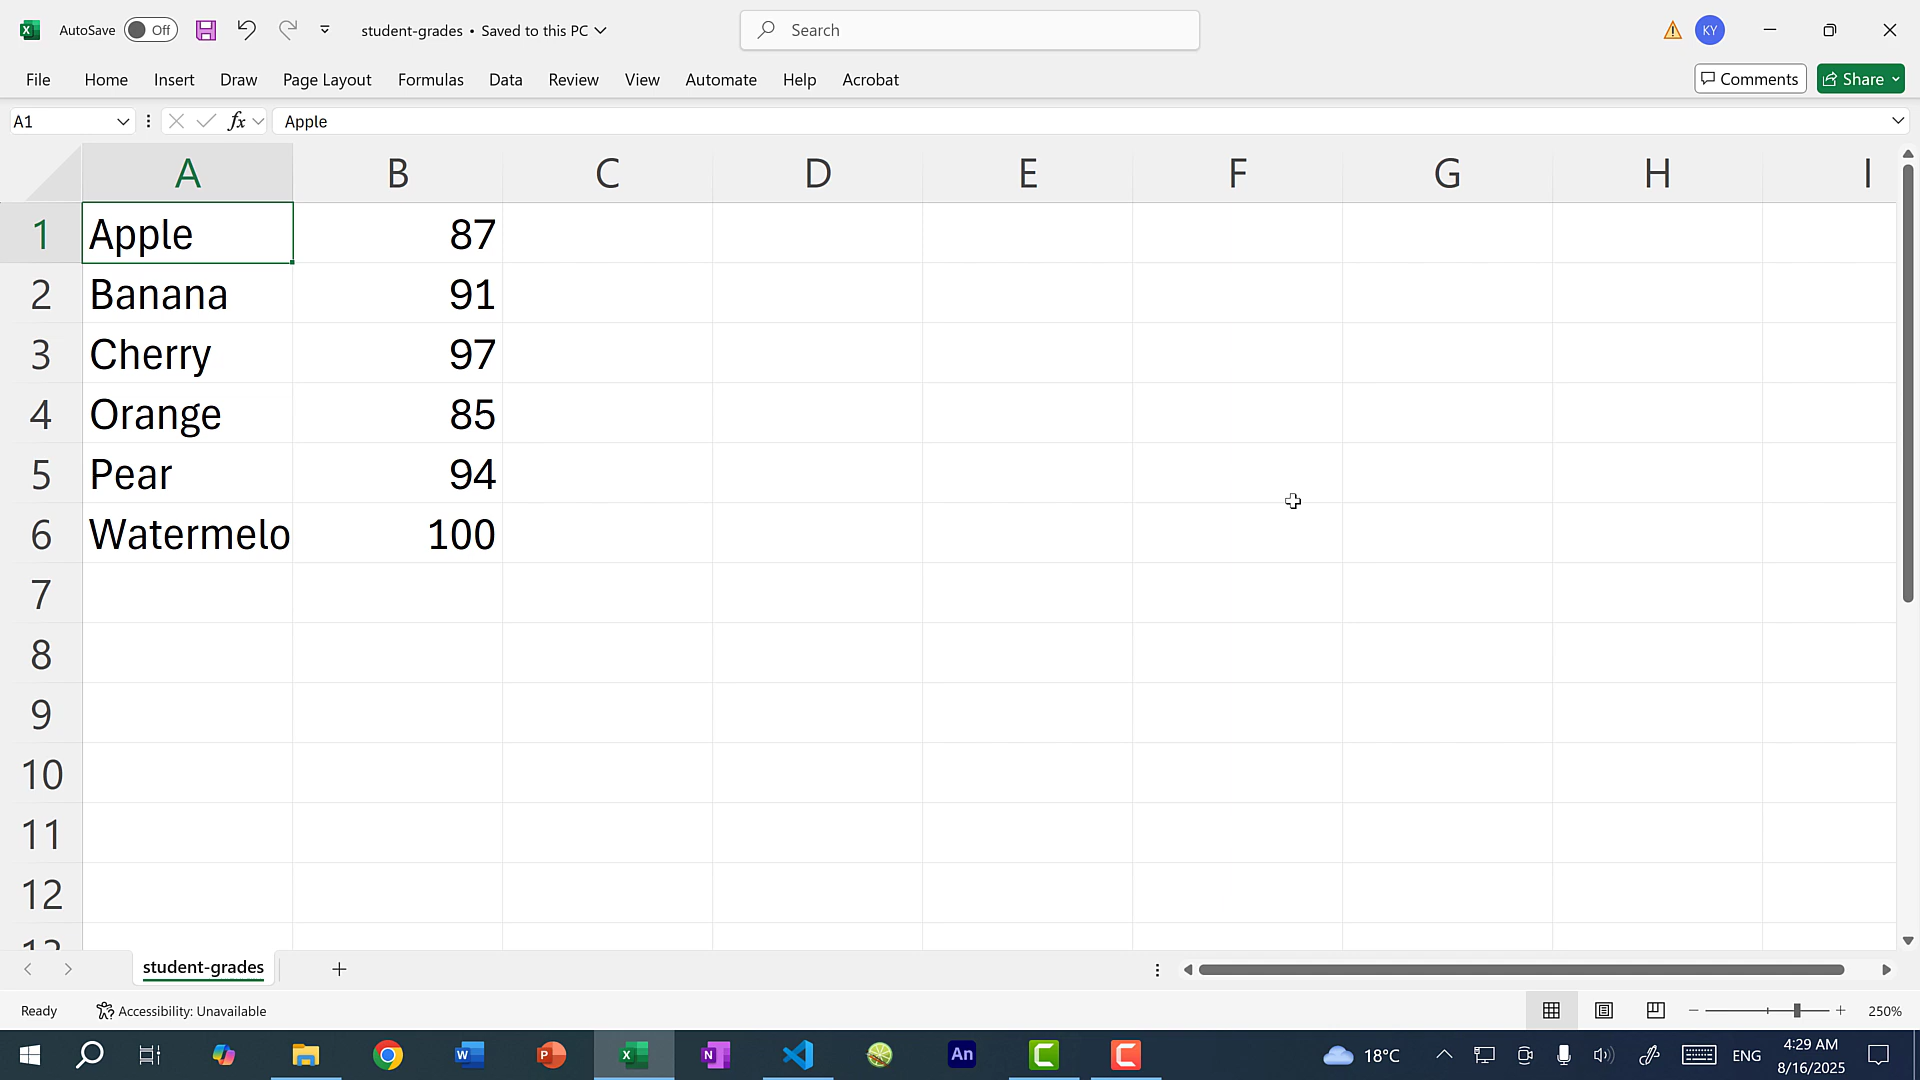 AutoSave Off student-grades • Saved to this PC Search KY
File Home Insert Draw Page Layout Formulas Data Review View Automate Help Acrobat Comments Share
A1 fx Apple
A B C D E F G H I
1 Apple 87
2 Banana 91
3 Cherry 97
4 Orange 85
5 Pear 94
6 Watermelo 100
7
8
9
10
11
12
13
student-grades
Ready Accessibility: Unavailable 250%
W P X N An C C 18°C ENG 4:29 AM
8/16/2025